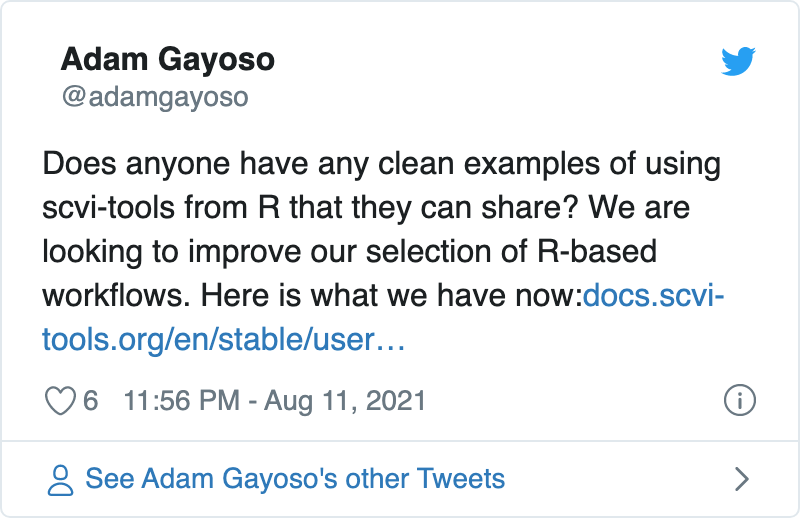 Adam Gayoso
@adamgayoso
Does anyone have any clean examples of using
scvi-tools from R that they can share? We are
looking to improve our selection of R-based
workflows. Here is what we have now:docs.scvi-
tools.org/en/stable/user…
6 11:56 PM - Aug 11, 2021
See Adam Gayoso's other Tweets